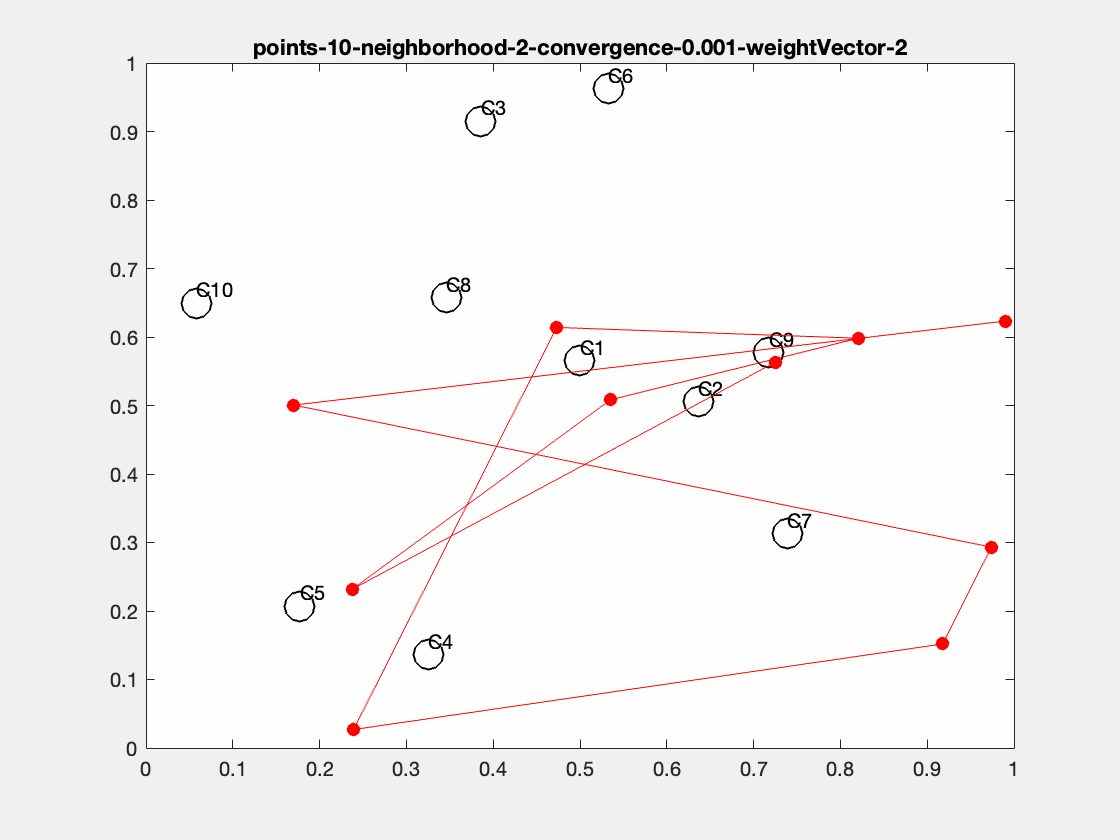 points-10-neighborhood-2-convergence-0.001-weightVector-2
1
C6
C3
0.9
0.8
0.7
C10
C8
0.6
C9
C1
C2
0.5
0.4
C7
0.3
C5
0.2
C4
0.1
0
0 0.1 0.2 0.3 0.4 0.5 0.6 0.7 0.8 0.9 1